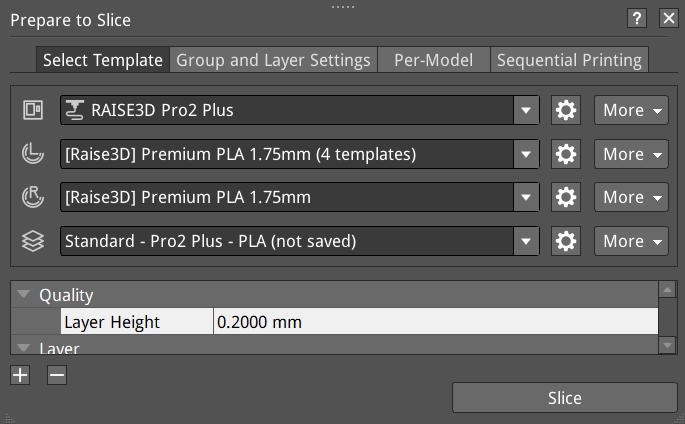 Prepare to Slice
?
Select Template Group and Layer Settings Per-Model Sequential Printing
RAISE3D Pro2 Plus More
L [Raise3D] Premium PLA 1.75mm (4 templates) More
R [Raise3D] Premium PLA 1.75mm More
Standard - Pro2 Plus - PLA (not saved) More
Quality
Layer Height 0.2000 mm
Layer
Slice